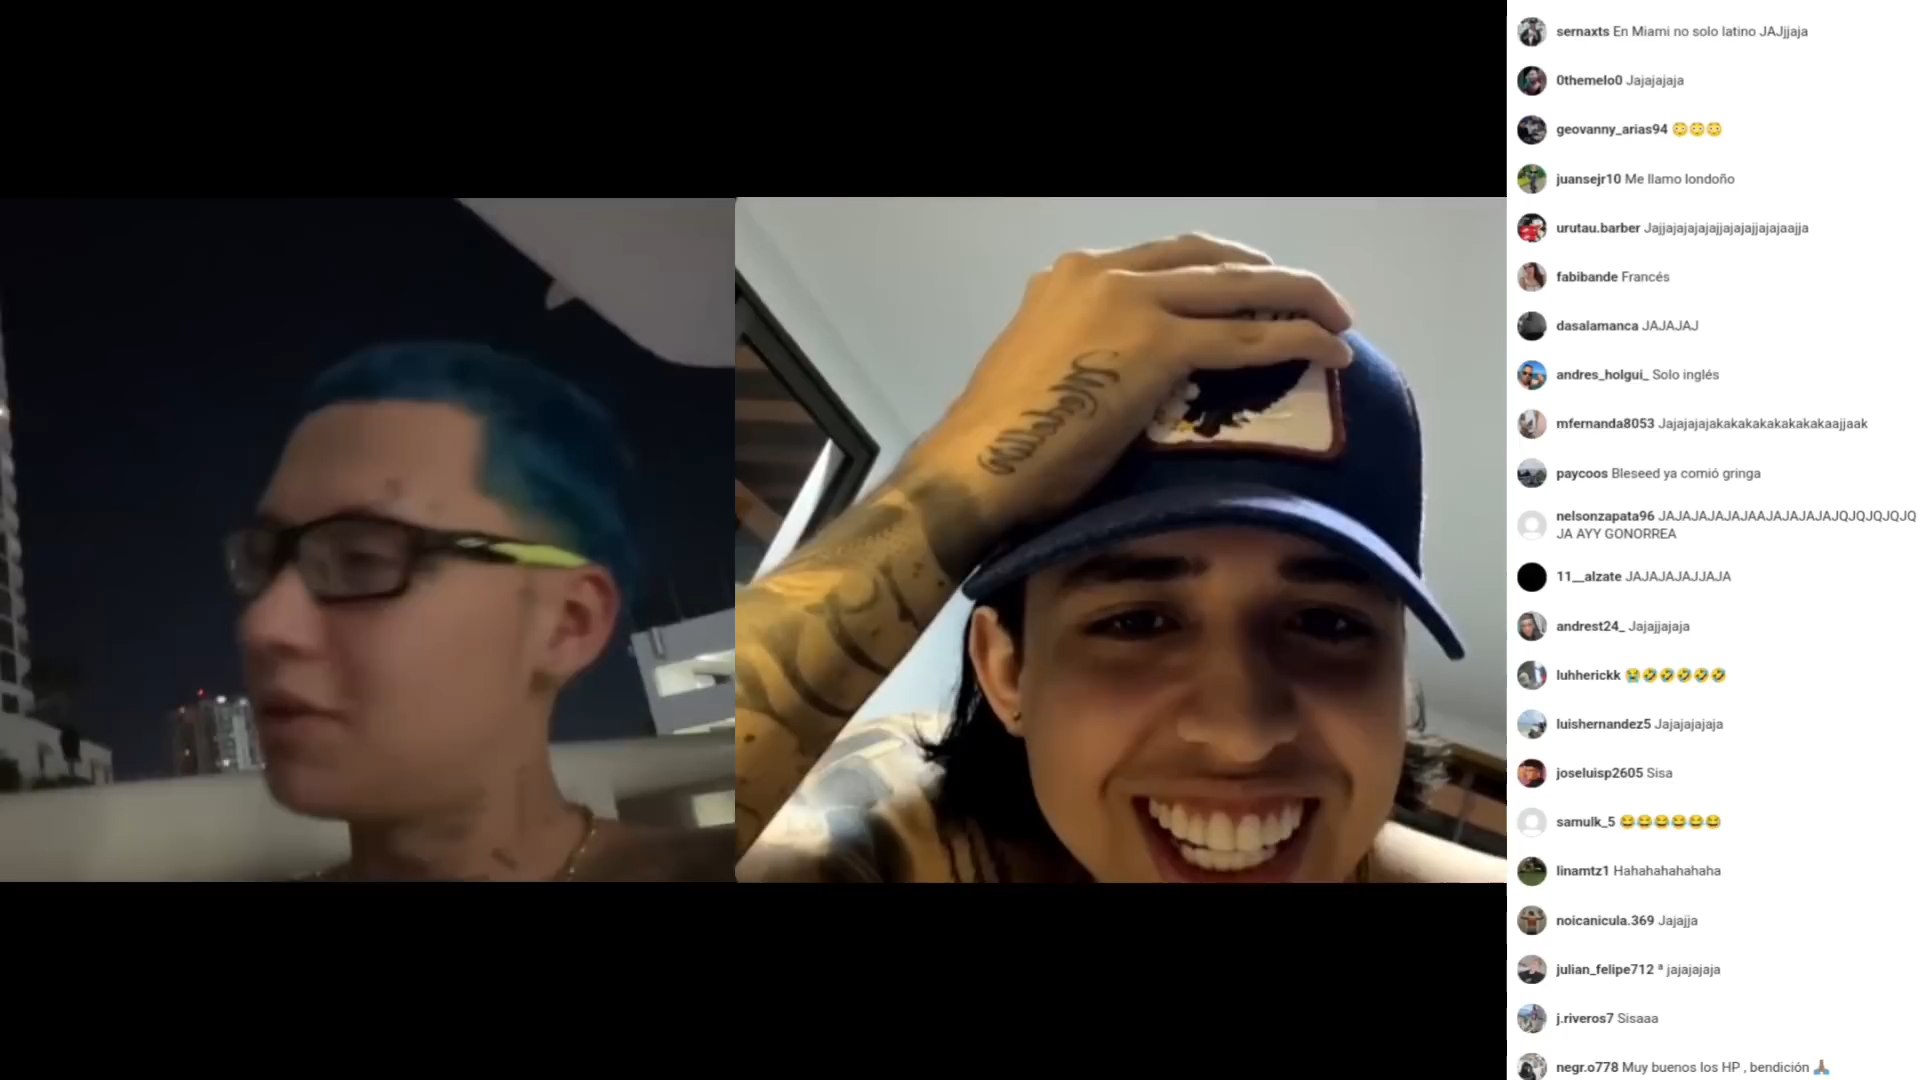 sernaxts En Miami no solo latino JAJjjaja
0themelo0 Jajajajaja
geovanny_arias94 😳😳😳
juansejr10 Me llamo londoño
urutau.barber Jajjajajajajajjajajajjajajaajja
fabibande Francés
dasalamanca JAJAJAJ
andres_holgui_ Solo inglés
mfernanda8053 Jajajajajakakakakakakakakaajjaak
paycoos Bleseed ya comió gringa
nelsonzapata96 JAJAJAJAJAJAAJAJAJAJAJQJQJQJQJQ
JA AYY GONORREA
11__alzate JAJAJAJAJJAJA
andrest24_ Jajajjajaja
luhherickk 😭🤣🤣🤣🤣🤣
luishernandez5 Jajajajajaja
joseluisp2605 Sisa
samulk_5 😂😂😂😂😂😂
linamtz1 Hahahahahahaha
noicanicula.369 Jajajja
julian_felipe712 ª jajajajaja
j.riveros7 Sisaaa
negr.o778 Muy buenos los HP , bendición 🙏🏽